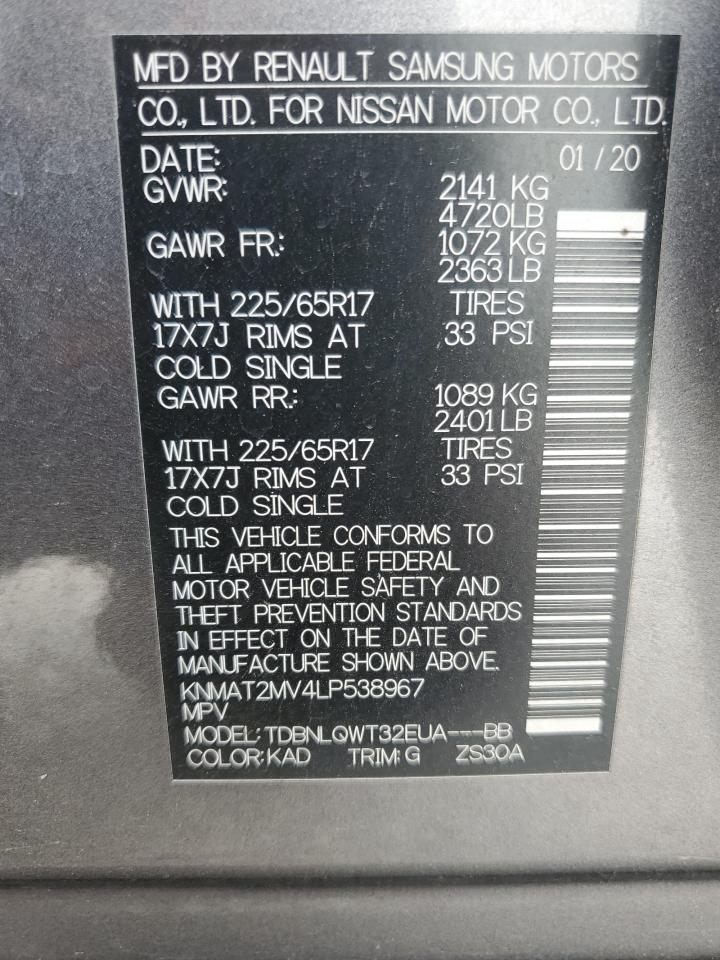 MFD BY RENAULT SAMSUNG MOTORS
CO., LTD. FOR NISSAN MOTOR CO., LTD.
DATE: 01 / 20
GVWR: 2141 KG
4720LB
GAWR FR.: 1072 KG
2363 LB
WITH 225/65R17 TIRES
17X7J RIMS AT 33 PSI
COLD SINGLE
GAWR RR.: 1089 KG
2401 LB
WITH 225/65R17 TIRES
17X7J RIMS AT 33 PSI
COLD SINGLE
THIS VEHICLE CONFORMS TO
ALL APPLICABLE FEDERAL
MOTOR VEHICLE SAFETY AND
THEFT PREVENTION STANDARDS
IN EFFECT ON THE DATE OF
MANUFACTURE SHOWN ABOVE.
KNMAT2MV4LP538967
MPV
MODEL: TDBNLQWT32EUA---BB
COLOR: KAD TRIM: G ZS30A